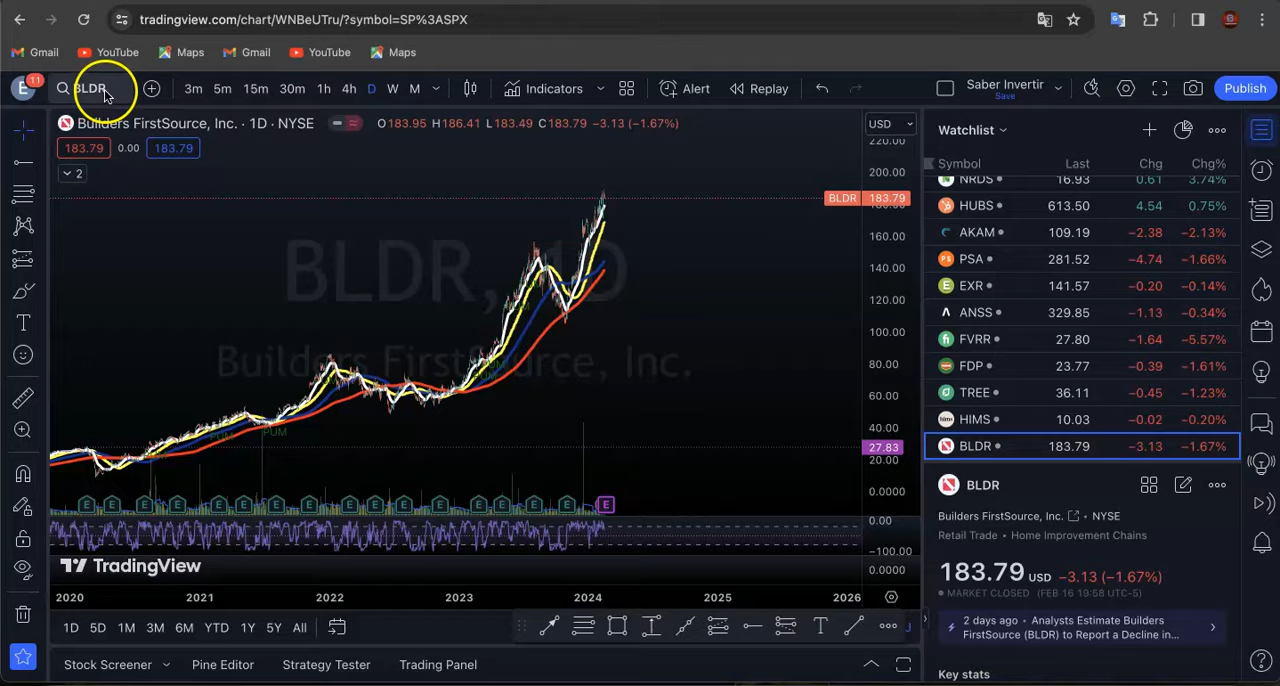 tradingview.com/chart/WNBeUTru/?symbol=SP%3ASPX
Gmail YouTube Maps Gmail YouTube Maps
E 11 BLDR 3m 5m 15m 30m 1h 4h D W M Indicators Alert Replay Saber Invertir Save Publish
Builders FirstSource, Inc. · 1D · NYSE O183.95 H186.41 L183.49 C183.79 −3.13 (−1.67%) USD
183.79 0.00 183.79
2
220.00
200.00
BLDR 183.79
180.00
160.00
140.00
120.00
100.00
80.00
60.00
40.00
27.83
20.00
0.0000
0.00
−100.00
0.0000
BLDR, 1D
Builders FirstSource, Inc.
PUM
PUM
E E E E E E E E E E E E E E E E E
TradingView
2020 2021 2022 2023 2024 2025 2026
1D 5D 1M 3M 6M YTD 1Y 5Y All
Stock Screener Pine Editor Strategy Tester Trading Panel
Watchlist
Symbol Last Chg Chg%
NRDS 16.93 0.61 3.74%
HUBS 613.50 4.54 0.75%
AKAM 109.19 −2.38 −2.13%
PSA 281.52 −4.74 −1.66%
EXR 141.57 −0.20 −0.14%
ANSS 329.85 −1.13 −0.34%
FVRR 27.80 −1.64 −5.57%
FDP 23.77 −0.39 −1.61%
TREE 36.11 −0.45 −1.23%
HIMS 10.03 −0.02 −0.20%
BLDR 183.79 −3.13 −1.67%
BLDR
Builders FirstSource, Inc. • NYSE
Retail Trade • Home Improvement Chains
183.79 USD −3.13 (−1.67%)
MARKET CLOSED (FEB 16 19:58 UTC-5)
2 days ago • Analysts Estimate Builders
FirstSource (BLDR) to Report a Decline in...
Key stats